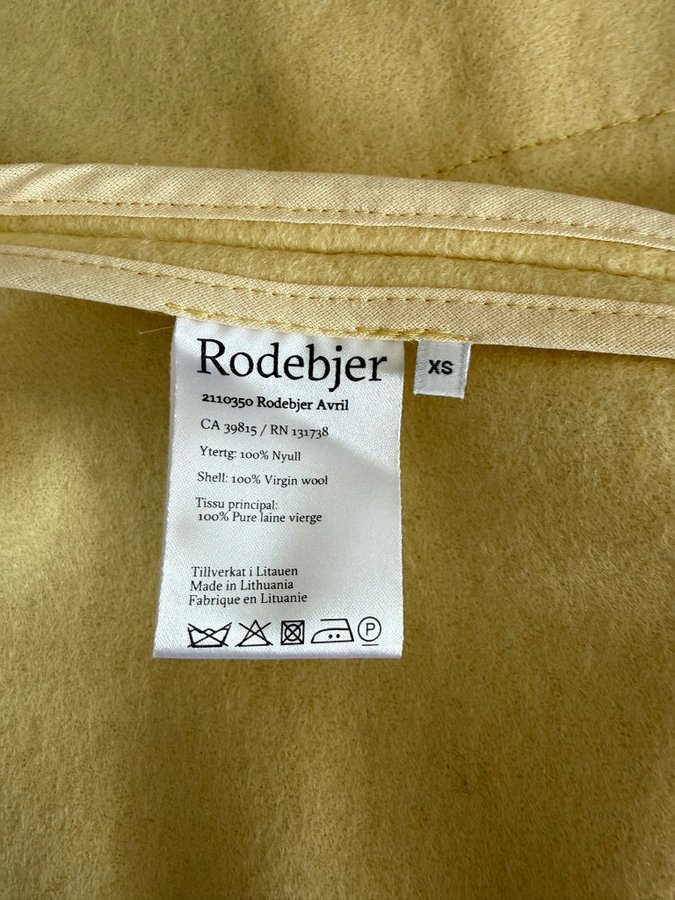 Rodebjer
XS
2110350 Rodebjer Avril
CA 39815 / RN 131738
Ytertg: 100% Nyull
Shell: 100% Virgin wool
Tissu principal:
100% Pure laine vierge
Tillverkat i Litauen
Made in Lithuania
Fabrique en Lituanie
P